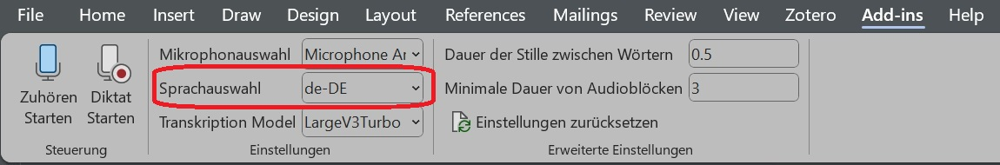 File Home Insert Draw Design Layout References Mailings Review View Zotero Add-ins Help
Zuhören Starten
Diktat Starten
Steuerung
Mikrophonauswahl Microphone Ar
Sprachauswahl de-DE
Transkription Model LargeV3Turbo
Einstellungen
Dauer der Stille zwischen Wörtern 0.5
Minimale Dauer von Audioblöcken 3
Einstellungen zurücksetzen
Erweiterte Einstellungen